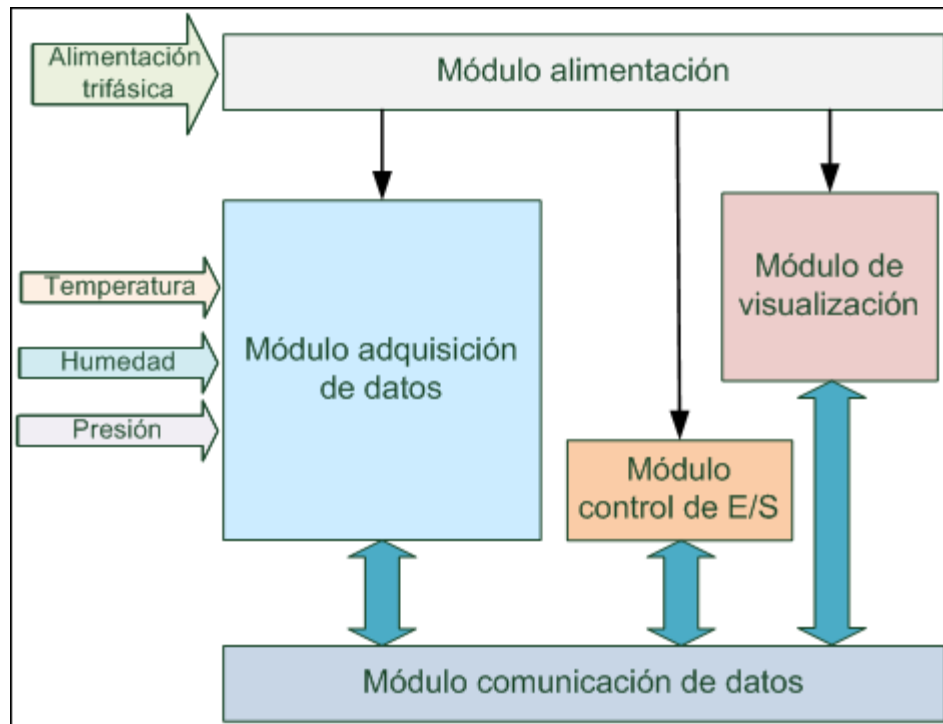 Alimentación
trifásica
Módulo alimentación
Temperatura
Humedad
Presión
Módulo adquisición
de datos
Módulo de
visualización
Módulo
control de E/S
Módulo comunicación de datos